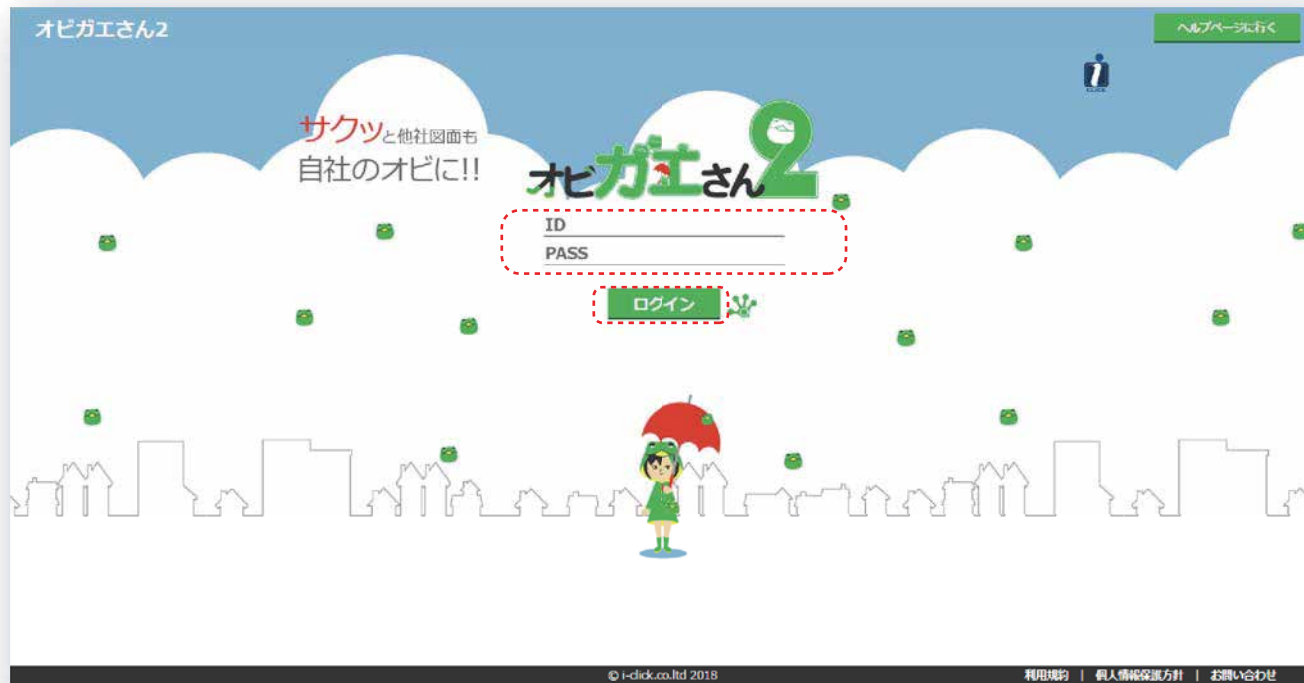 オビガエさん2
ヘルプページに行く
i
CLICK
サクッと他社図面も
自社のオビに!!
オビガエさん2
ID
PASS
ログイン
© i-click.co.ltd 2018
利用規約 | 個人情報保護方針 | お問い合わせ